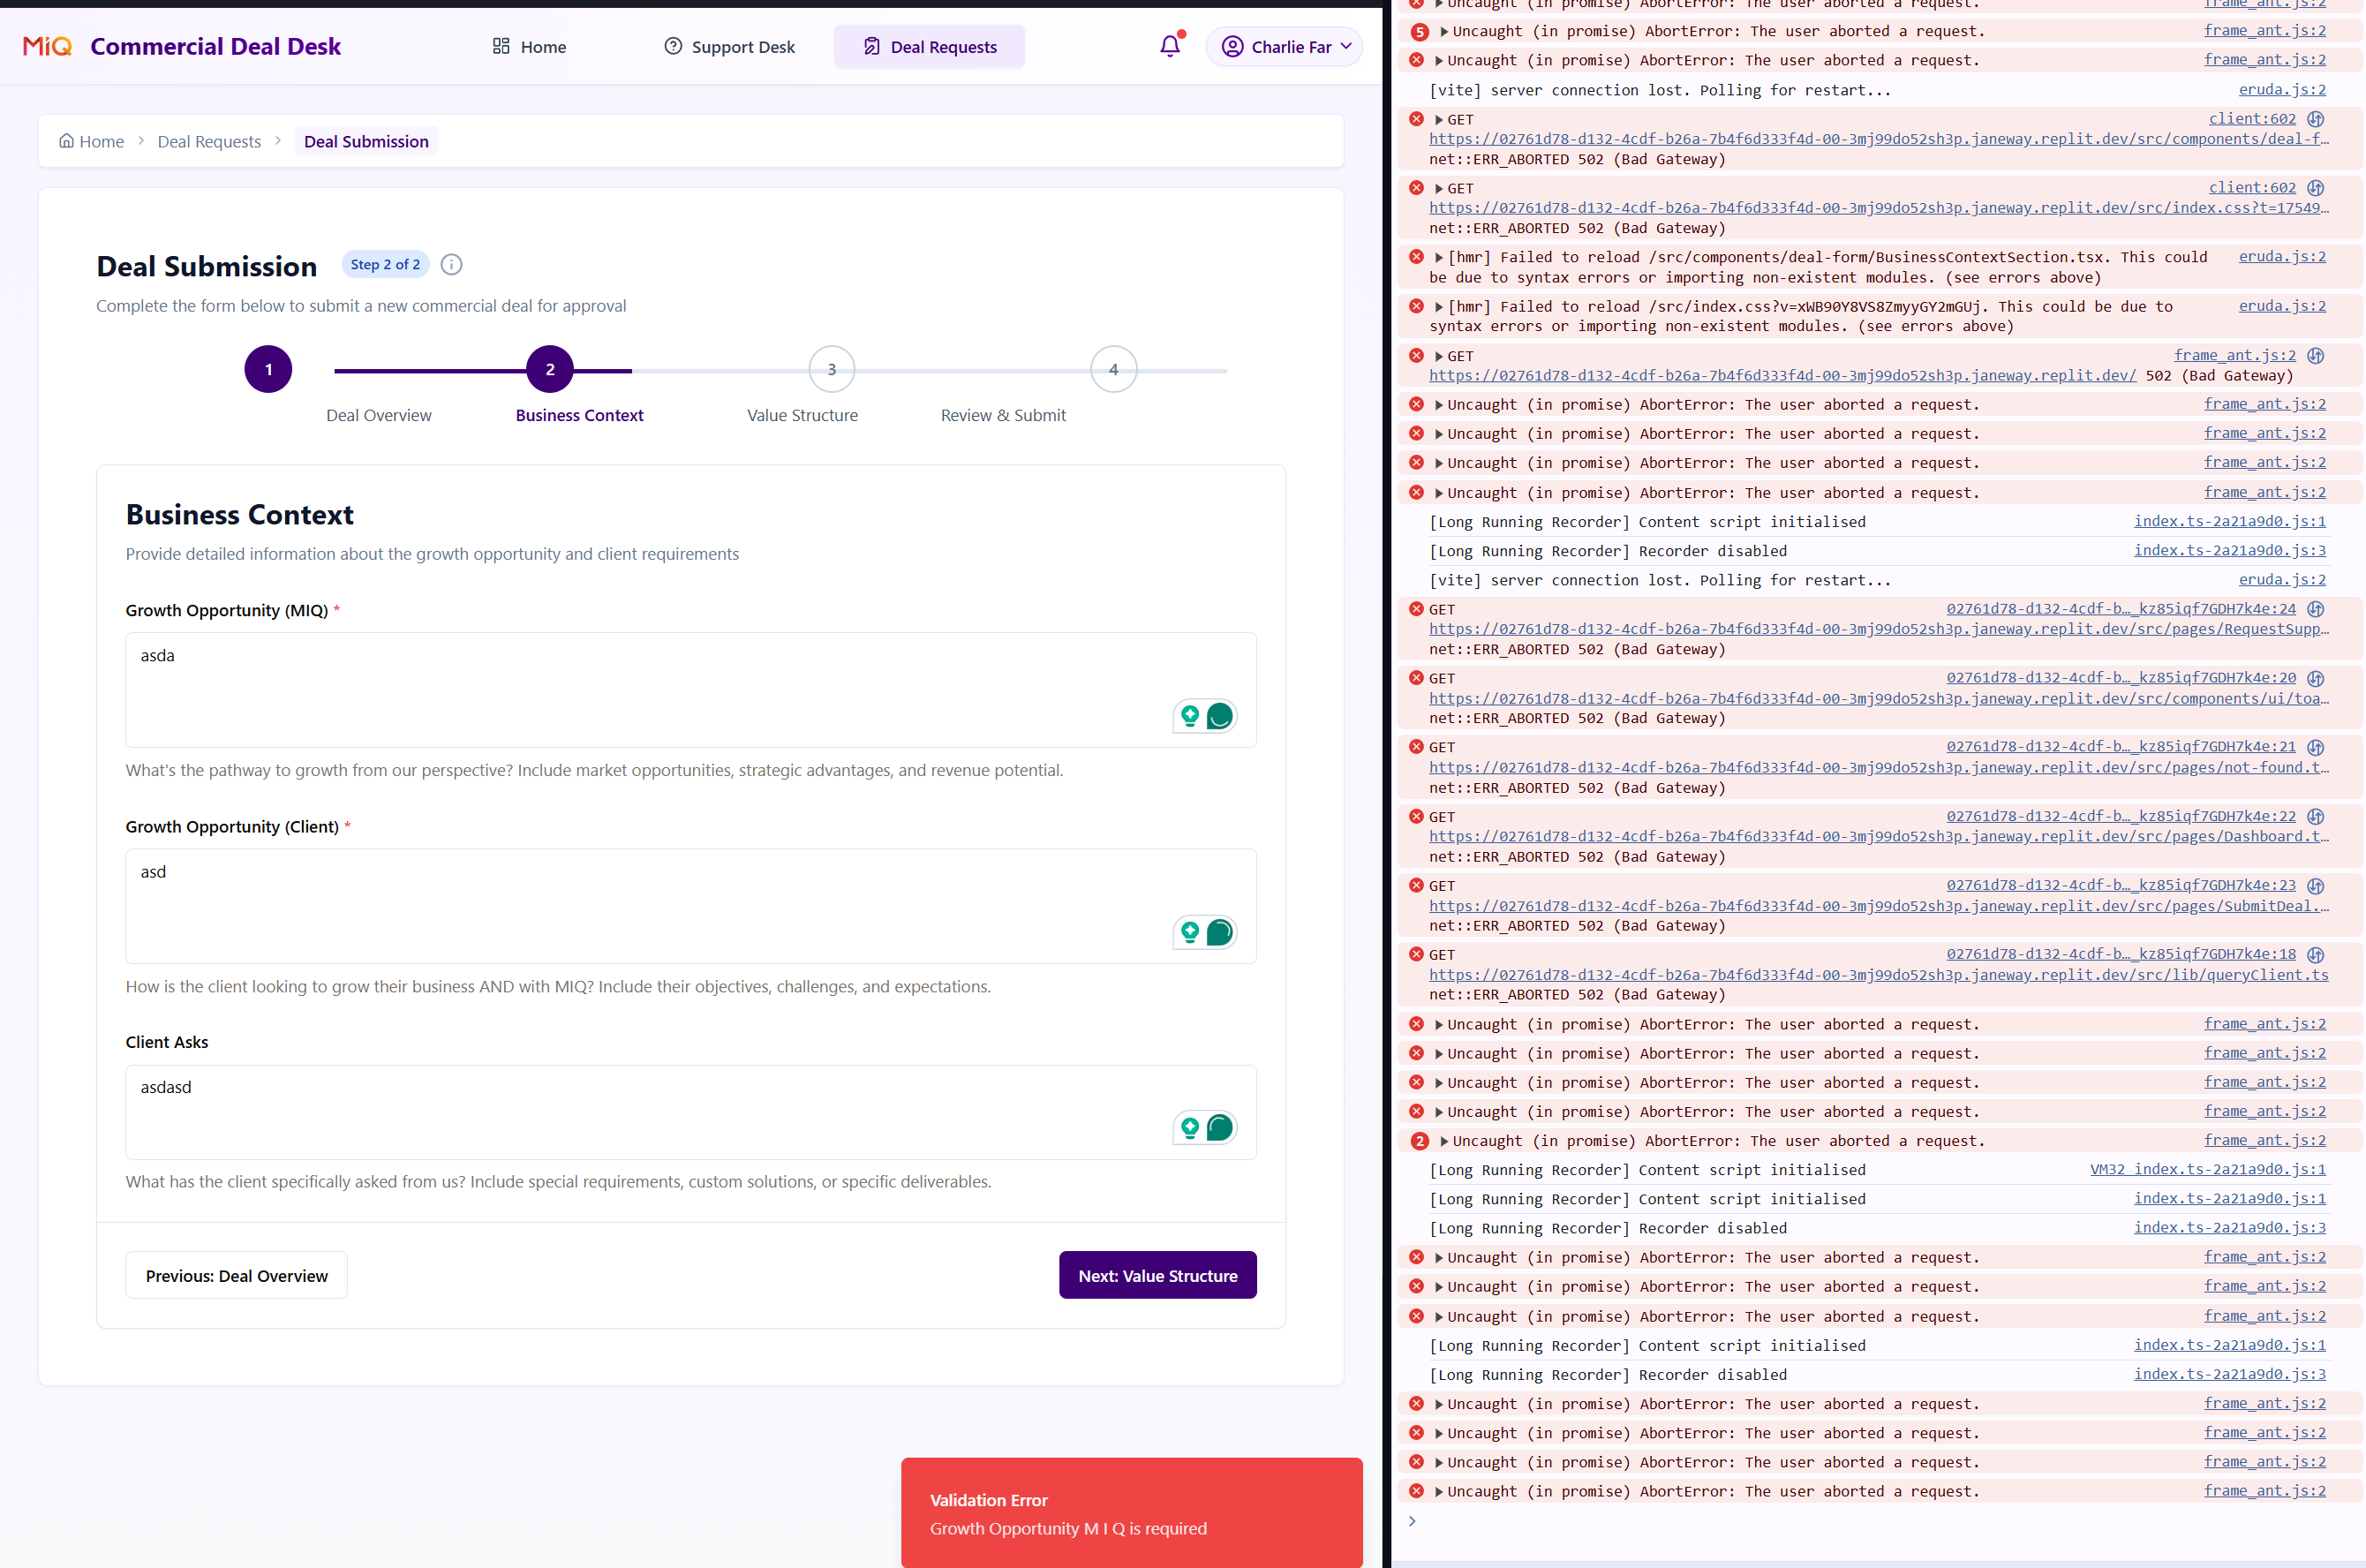 MiQ Commercial Deal Desk
Home
Support Desk
Deal Requests
Charlie Far
Home
Deal Requests
Deal Submission
Deal Submission
Step 2 of 2
Complete the form below to submit a new commercial deal for approval
1
2
3
4
Deal Overview
Business Context
Value Structure
Review & Submit
Business Context
Provide detailed information about the growth opportunity and client requirements
Growth Opportunity (MIQ) *
asda
What's the pathway to growth from our perspective? Include market opportunities, strategic advantages, and revenue potential.
Growth Opportunity (Client) *
asd
How is the client looking to grow their business AND with MIQ? Include their objectives, challenges, and expectations.
Client Asks
asdasd
What has the client specifically asked from us? Include special requirements, custom solutions, or specific deliverables.
Previous: Deal Overview
Next: Value Structure
Validation Error
Growth Opportunity M I Q is required
Uncaught (in promise) AbortError: The user aborted a request. frame_ant.js:2
5 Uncaught (in promise) AbortError: The user aborted a request. frame_ant.js:2
Uncaught (in promise) AbortError: The user aborted a request. frame_ant.js:2
[vite] server connection lost. Polling for restart... eruda.js:2
GET client:602
https://02761d78-d132-4cdf-b26a-7b4f6d333f4d-00-3mj99do52sh3p.janeway.replit.dev/src/components/deal-f…
net::ERR_ABORTED 502 (Bad Gateway)
GET client:602
https://02761d78-d132-4cdf-b26a-7b4f6d333f4d-00-3mj99do52sh3p.janeway.replit.dev/src/index.css?t=17549…
net::ERR_ABORTED 502 (Bad Gateway)
[hmr] Failed to reload /src/components/deal-form/BusinessContextSection.tsx. This could eruda.js:2
be due to syntax errors or importing non-existent modules. (see errors above)
[hmr] Failed to reload /src/index.css?v=xWB90Y8VS8ZmyyGY2mGUj. This could be due to eruda.js:2
syntax errors or importing non-existent modules. (see errors above)
GET frame_ant.js:2
https://02761d78-d132-4cdf-b26a-7b4f6d333f4d-00-3mj99do52sh3p.janeway.replit.dev/ 502 (Bad Gateway)
Uncaught (in promise) AbortError: The user aborted a request. frame_ant.js:2
Uncaught (in promise) AbortError: The user aborted a request. frame_ant.js:2
Uncaught (in promise) AbortError: The user aborted a request. frame_ant.js:2
Uncaught (in promise) AbortError: The user aborted a request. frame_ant.js:2
[Long Running Recorder] Content script initialised index.ts-2a21a9d0.js:1
[Long Running Recorder] Recorder disabled index.ts-2a21a9d0.js:3
[vite] server connection lost. Polling for restart... eruda.js:2
GET 02761d78-d132-4cdf-b…_kz85iqf7GDH7k4e:24
https://02761d78-d132-4cdf-b26a-7b4f6d333f4d-00-3mj99do52sh3p.janeway.replit.dev/src/pages/RequestSupp…
net::ERR_ABORTED 502 (Bad Gateway)
GET 02761d78-d132-4cdf-b…_kz85iqf7GDH7k4e:20
https://02761d78-d132-4cdf-b26a-7b4f6d333f4d-00-3mj99do52sh3p.janeway.replit.dev/src/components/ui/toa…
net::ERR_ABORTED 502 (Bad Gateway)
GET 02761d78-d132-4cdf-b…_kz85iqf7GDH7k4e:21
https://02761d78-d132-4cdf-b26a-7b4f6d333f4d-00-3mj99do52sh3p.janeway.replit.dev/src/pages/not-found.t…
net::ERR_ABORTED 502 (Bad Gateway)
GET 02761d78-d132-4cdf-b…_kz85iqf7GDH7k4e:22
https://02761d78-d132-4cdf-b26a-7b4f6d333f4d-00-3mj99do52sh3p.janeway.replit.dev/src/pages/Dashboard.t…
net::ERR_ABORTED 502 (Bad Gateway)
GET 02761d78-d132-4cdf-b…_kz85iqf7GDH7k4e:23
https://02761d78-d132-4cdf-b26a-7b4f6d333f4d-00-3mj99do52sh3p.janeway.replit.dev/src/pages/SubmitDeal.…
net::ERR_ABORTED 502 (Bad Gateway)
GET 02761d78-d132-4cdf-b…_kz85iqf7GDH7k4e:18
https://02761d78-d132-4cdf-b26a-7b4f6d333f4d-00-3mj99do52sh3p.janeway.replit.dev/src/lib/queryClient.ts
net::ERR_ABORTED 502 (Bad Gateway)
Uncaught (in promise) AbortError: The user aborted a request. frame_ant.js:2
Uncaught (in promise) AbortError: The user aborted a request. frame_ant.js:2
Uncaught (in promise) AbortError: The user aborted a request. frame_ant.js:2
Uncaught (in promise) AbortError: The user aborted a request. frame_ant.js:2
2 Uncaught (in promise) AbortError: The user aborted a request. frame_ant.js:2
[Long Running Recorder] Content script initialised VM32 index.ts-2a21a9d0.js:1
[Long Running Recorder] Content script initialised index.ts-2a21a9d0.js:1
[Long Running Recorder] Recorder disabled index.ts-2a21a9d0.js:3
Uncaught (in promise) AbortError: The user aborted a request. frame_ant.js:2
Uncaught (in promise) AbortError: The user aborted a request. frame_ant.js:2
Uncaught (in promise) AbortError: The user aborted a request. frame_ant.js:2
[Long Running Recorder] Content script initialised index.ts-2a21a9d0.js:1
[Long Running Recorder] Recorder disabled index.ts-2a21a9d0.js:3
Uncaught (in promise) AbortError: The user aborted a request. frame_ant.js:2
Uncaught (in promise) AbortError: The user aborted a request. frame_ant.js:2
Uncaught (in promise) AbortError: The user aborted a request. frame_ant.js:2
Uncaught (in promise) AbortError: The user aborted a request. frame_ant.js:2